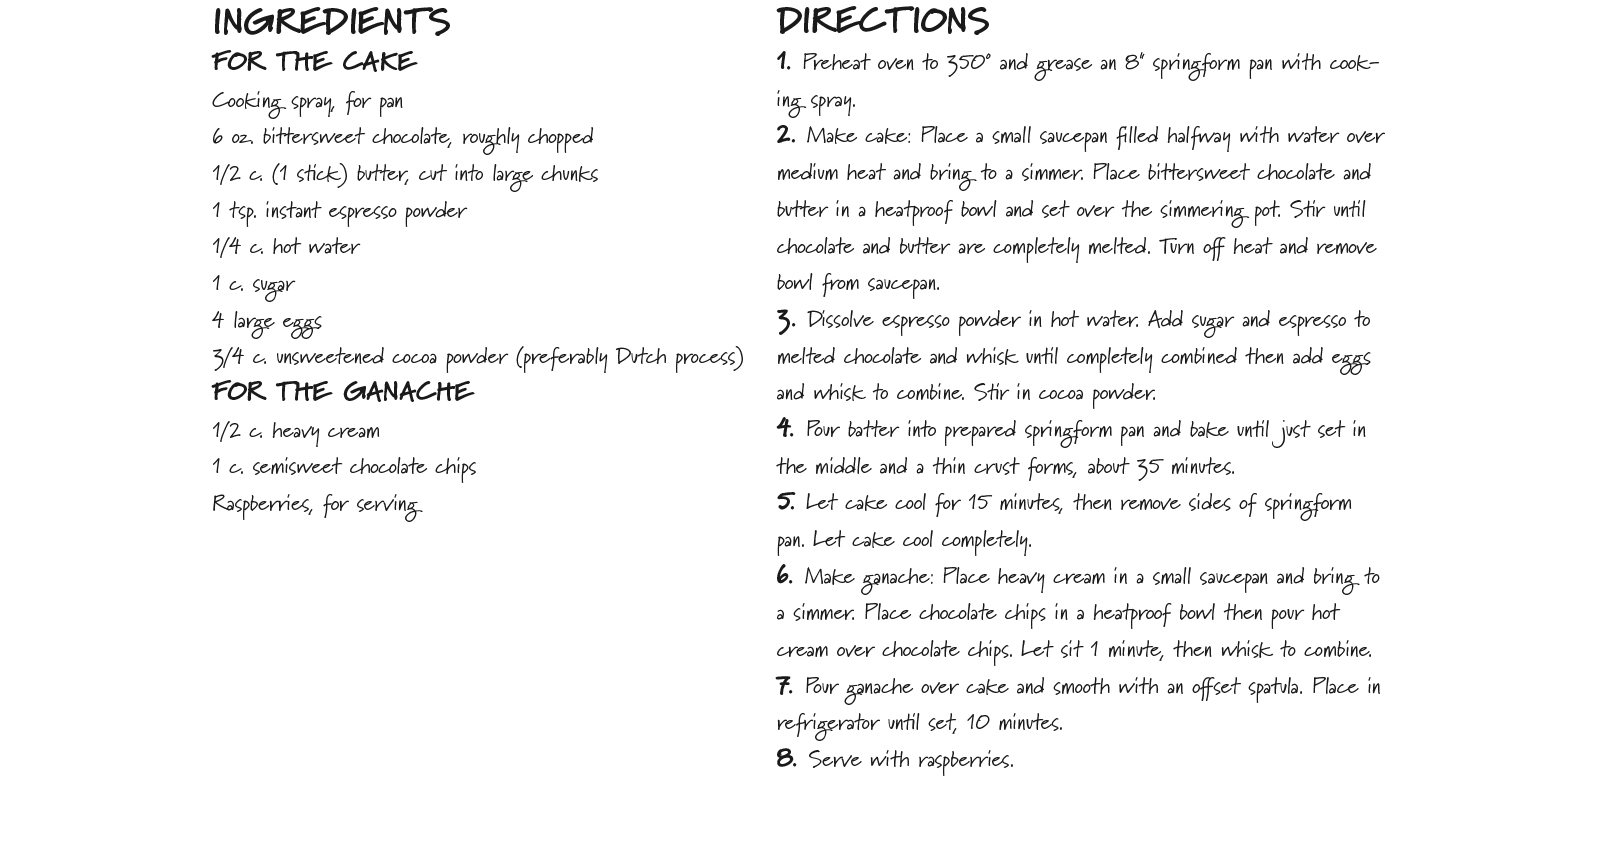 INGREDIENTS
FOR THE CAKE
Cooking spray, for pan
6 oz. bittersweet chocolate, roughly chopped
1/2 c. (1 stick) butter, cut into large chunks
1 tsp. instant espresso powder
1/4 c. hot water
1 c. sugar
4 large eggs
3/4 c. unsweetened cocoa powder (preferably Dutch process)
FOR THE GANACHE
1/2 c. heavy cream
1 c. semisweet chocolate chips
Raspberries, for serving
DIRECTIONS
1. Preheat oven to 350° and grease an 8" springform pan with cook-
ing spray.
2. Make cake: Place a small saucepan filled halfway with water over
medium heat and bring to a simmer. Place bittersweet chocolate and
butter in a heatproof bowl and set over the simmering pot. Stir until
chocolate and butter are completely melted. Turn off heat and remove
bowl from saucepan.
3. Dissolve espresso powder in hot water. Add sugar and espresso to
melted chocolate and whisk until completely combined then add eggs
and whisk to combine. Stir in cocoa powder.
4. Pour batter into prepared springform pan and bake until just set in
the middle and a thin crust forms, about 35 minutes.
5. Let cake cool for 15 minutes, then remove sides of springform
pan. Let cake cool completely.
6. Make ganache: Place heavy cream in a small saucepan and bring to
a simmer. Place chocolate chips in a heatproof bowl then pour hot
cream over chocolate chips. Let sit 1 minute, then whisk to combine.
7. Pour ganache over cake and smooth with an offset spatula. Place in
refrigerator until set, 10 minutes.
8. Serve with raspberries.